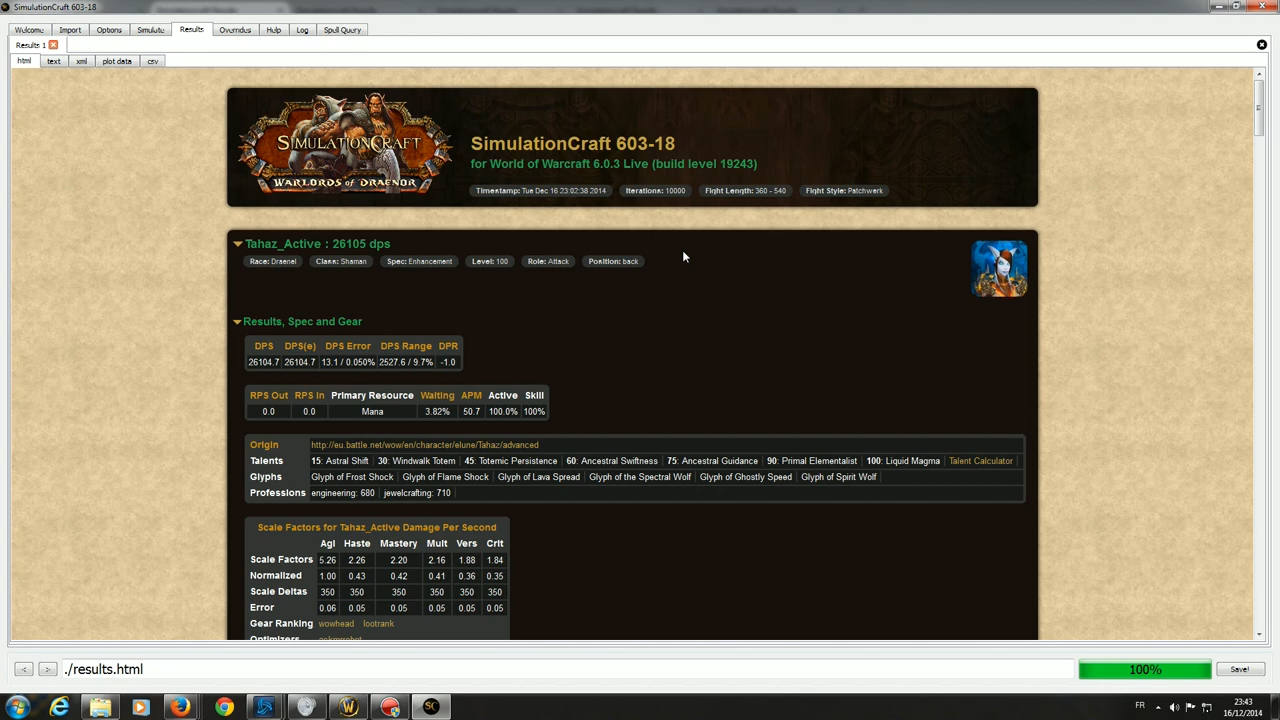 SimulationCraft 603-18
Welcome Import Options Simulate Results Overrides Help Log Spell Query
Results 1
html text xml plot data csv
SIMULATIONCRAFT
WARLORDS of DRAENOR
SimulationCraft 603-18
for World of Warcraft 6.0.3 Live (build level 19243)
Timestamp: Tue Dec 16 23:02:38 2014 Iterations: 10000 Fight Length: 360 - 540 Fight Style: Patchwerk
Tahaz_Active : 26105 dps
Race: Draenei Class: Shaman Spec: Enhancement Level: 100 Role: Attack Position: back
Results, Spec and Gear
DPS DPS(e) DPS Error DPS Range DPR
26104.7 26104.7 13.1 / 0.050% 2527.6 / 9.7% -1.0
RPS Out RPS In Primary Resource Waiting APM Active Skill
0.0 0.0 Mana 3.82% 50.7 100.0% 100%
Origin http://eu.battle.net/wow/en/character/elune/Tahaz/advanced
Talents 15: Astral Shift 30: Windwalk Totem 45: Totemic Persistence 60: Ancestral Swiftness 75: Ancestral Guidance 90: Primal Elementalist 100: Liquid Magma Talent Calculator
Glyphs Glyph of Frost Shock Glyph of Flame Shock Glyph of Lava Spread Glyph of the Spectral Wolf Glyph of Ghostly Speed Glyph of Spirit Wolf
Professions engineering: 680 jewelcrafting: 710
Scale Factors for Tahaz_Active Damage Per Second
Agi Haste Mastery Mult Vers Crit
Scale Factors 5.26 2.26 2.20 2.16 1.88 1.84
Normalized 1.00 0.43 0.42 0.41 0.36 0.35
Scale Deltas 350 350 350 350 350 350
Error 0.06 0.05 0.05 0.05 0.05 0.05
Gear Ranking wowhead lootrank
Optimizers askmrrobot
< > ./results.html 100% Save!
FR 23:43
16/12/2014